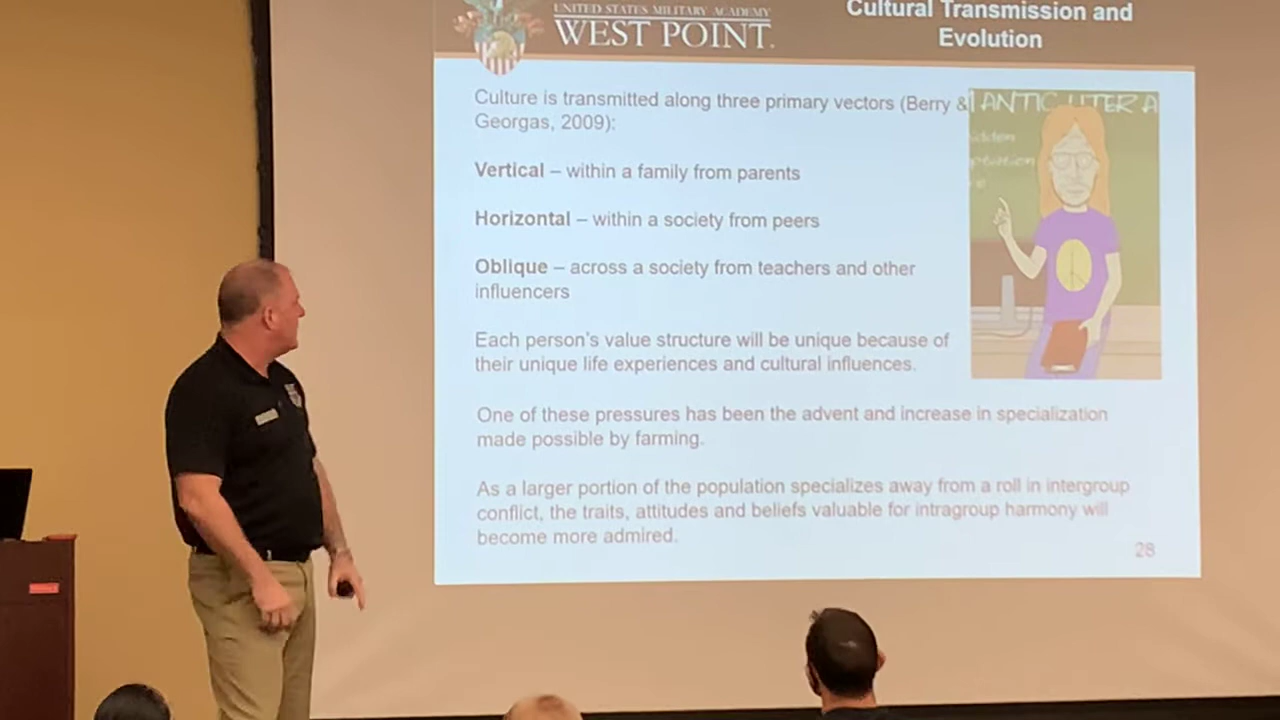 UNITED STATES MILITARY ACADEMY
WEST POINT.
Cultural Transmission and
Evolution
Culture is transmitted along three primary vectors (Berry &
Georgas, 2009):
ANTIC LITERA
Vertical – within a family from parents
Horizontal – within a society from peers
Oblique – across a society from teachers and other
influencers
Each person's value structure will be unique because of
their unique life experiences and cultural influences.
One of these pressures has been the advent and increase in specialization
made possible by farming.
As a larger portion of the population specializes away from a roll in intergroup
conflict, the traits, attitudes and beliefs valuable for intragroup harmony will
become more admired.
28